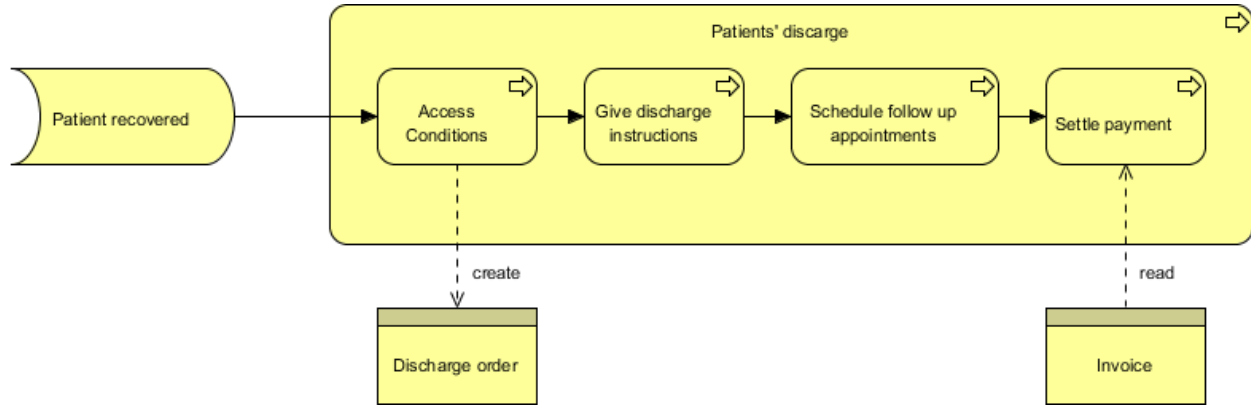 Patients' discarge
Patient recovered
Access
Conditions
Give discharge
instructions
Schedule follow up
appointments
Settle payment
create
read
Discharge order
Invoice